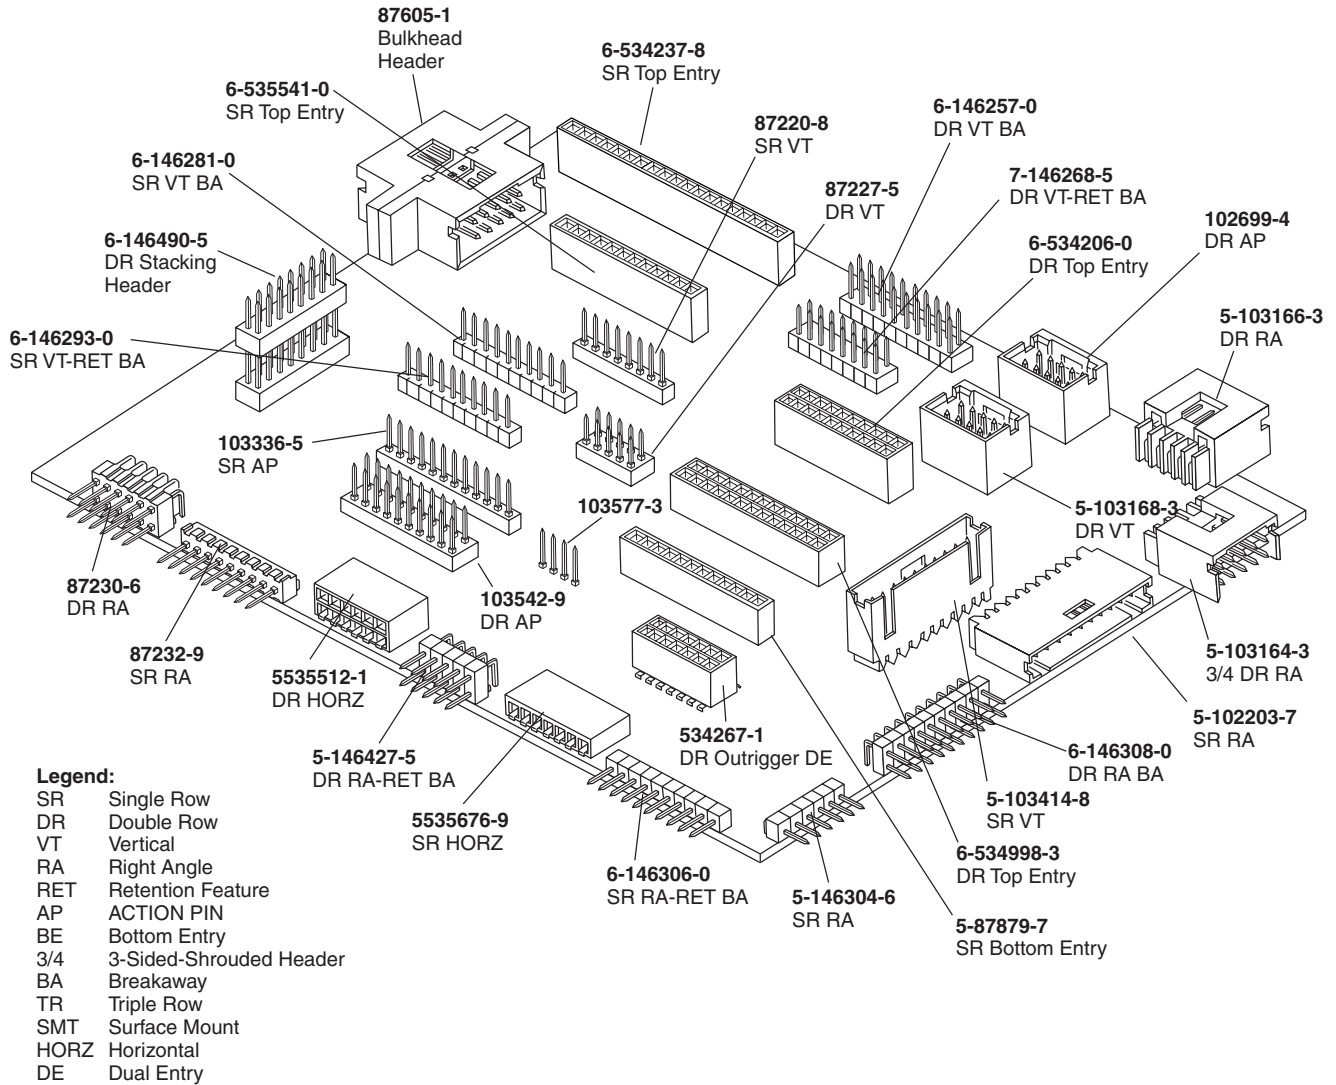 87605-1
Bulkhead
Header
6-534237-8
SR Top Entry
6-535541-0
SR Top Entry
6-146257-0
DR VT BA
87220-8
SR VT
6-146281-0
SR VT BA
7-146268-5
DR VT-RET BA
87227-5
DR VT
102699-4
DR AP
6-146490-5
DR Stacking
Header
6-534206-0
DR Top Entry
5-103166-3
DR RA
6-146293-0
SR VT-RET BA
103336-5
SR AP
103577-3
5-103168-3
DR VT
87230-6
DR RA
103542-9
DR AP
87232-9
SR RA
5535512-1
DR HORZ
5-103164-3
3/4 DR RA
5-102203-7
SR RA
534267-1
DR Outrigger DE
6-146308-0
DR RA BA
5-146427-5
DR RA-RET BA
5-103414-8
SR VT
5535676-9
SR HORZ
6-534998-3
DR Top Entry
6-146306-0
SR RA-RET BA
5-146304-6
SR RA
5-87879-7
SR Bottom Entry
Legend:
SR Single Row
DR Double Row
VT Vertical
RA Right Angle
RET Retention Feature
AP ACTION PIN
BE Bottom Entry
3/4 3-Sided-Shrouded Header
BA Breakaway
TR Triple Row
SMT Surface Mount
HORZ Horizontal
DE Dual Entry